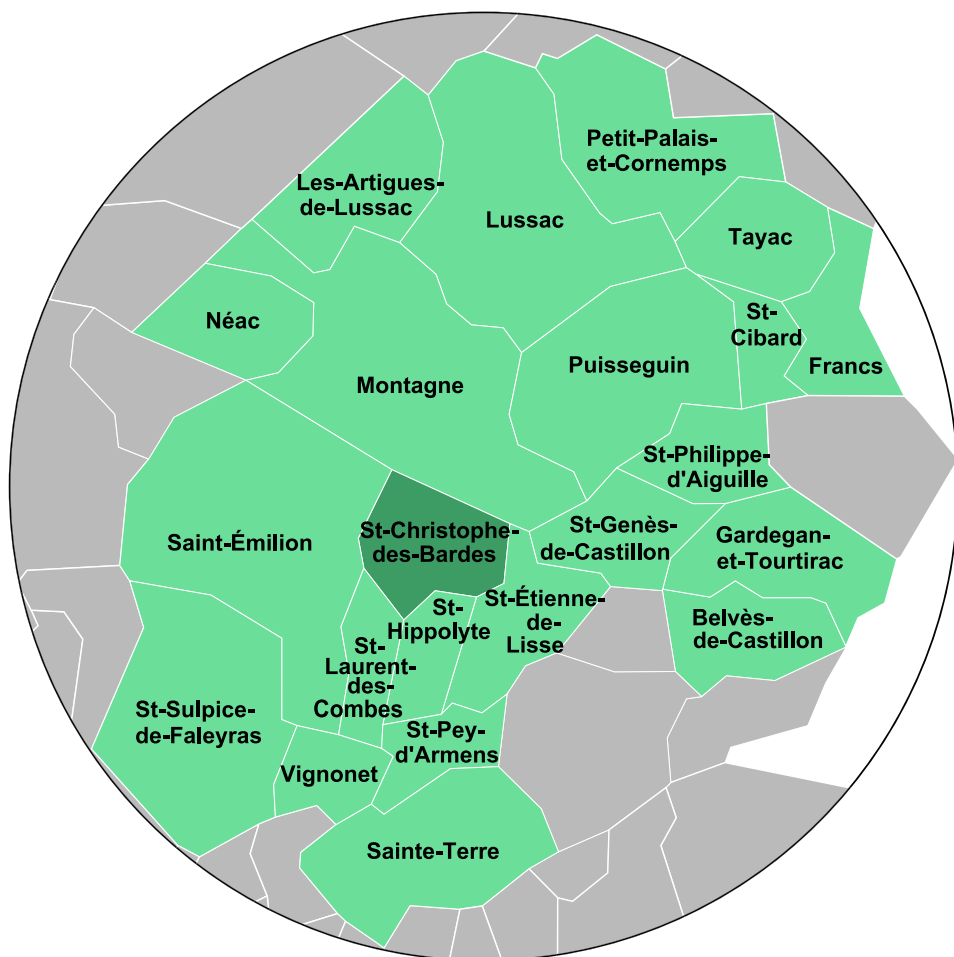 Petit-Palais-
et-Cornemps
Les-Artigues-
de-Lussac
Lussac
Tayac
Néac
St-
Cibard
Puisseguin
Francs
Montagne
St-Philippe-
d'Aiguille
St-Christophe-
des-Bardes
St-Genès-
de-Castillon
Gardegan-
et-Tourtirac
Saint-Émilion
St-
Hippolyte
St-Étienne-
de-
Lisse
Belvès-
de-Castillon
St-
Laurent-
des-
Combes
St-Sulpice-
de-Faleyras
St-Pey-
d'Armens
Vignonet
Sainte-Terre